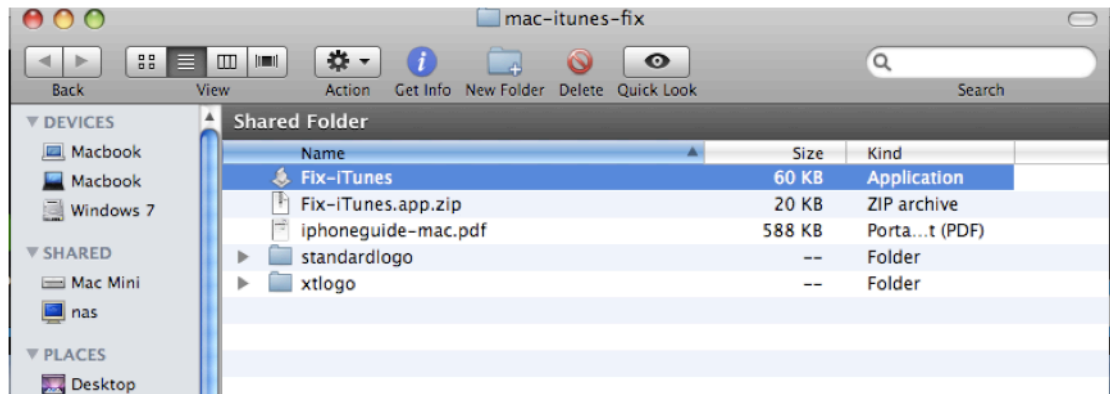 mac-itunes-fix
Back View Action Get Info New Folder Delete Quick Look Search
DEVICES
Macbook
Macbook
Windows 7
SHARED
Mac Mini
nas
PLACES
Desktop
Shared Folder
Name Size Kind
Fix-iTunes 60 KB Application
Fix-iTunes.app.zip 20 KB ZIP archive
iphoneguide-mac.pdf 588 KB Porta...t (PDF)
standardlogo -- Folder
xtlogo -- Folder